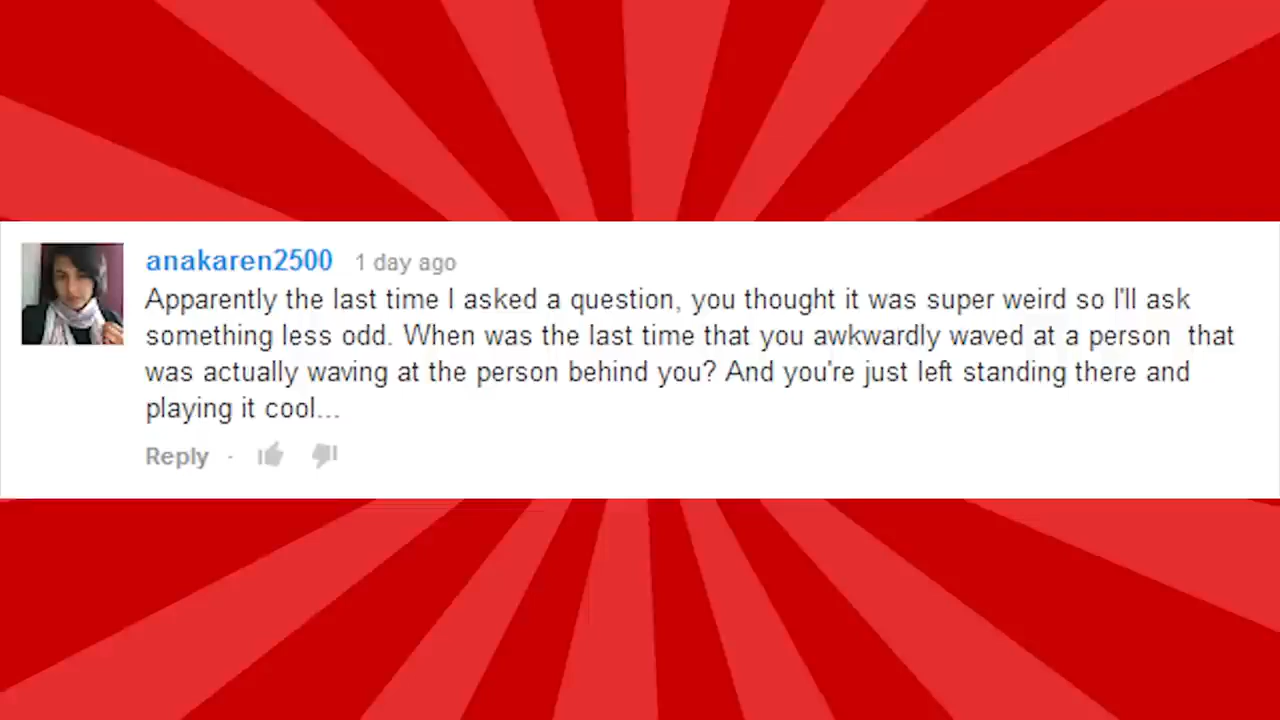 anakaren2500 1 day ago
Apparently the last time I asked a question, you thought it was super weird so I'll ask
something less odd. When was the last time that you awkwardly waved at a person  that
was actually waving at the person behind you? And you're just left standing there and
playing it cool...
Reply ·